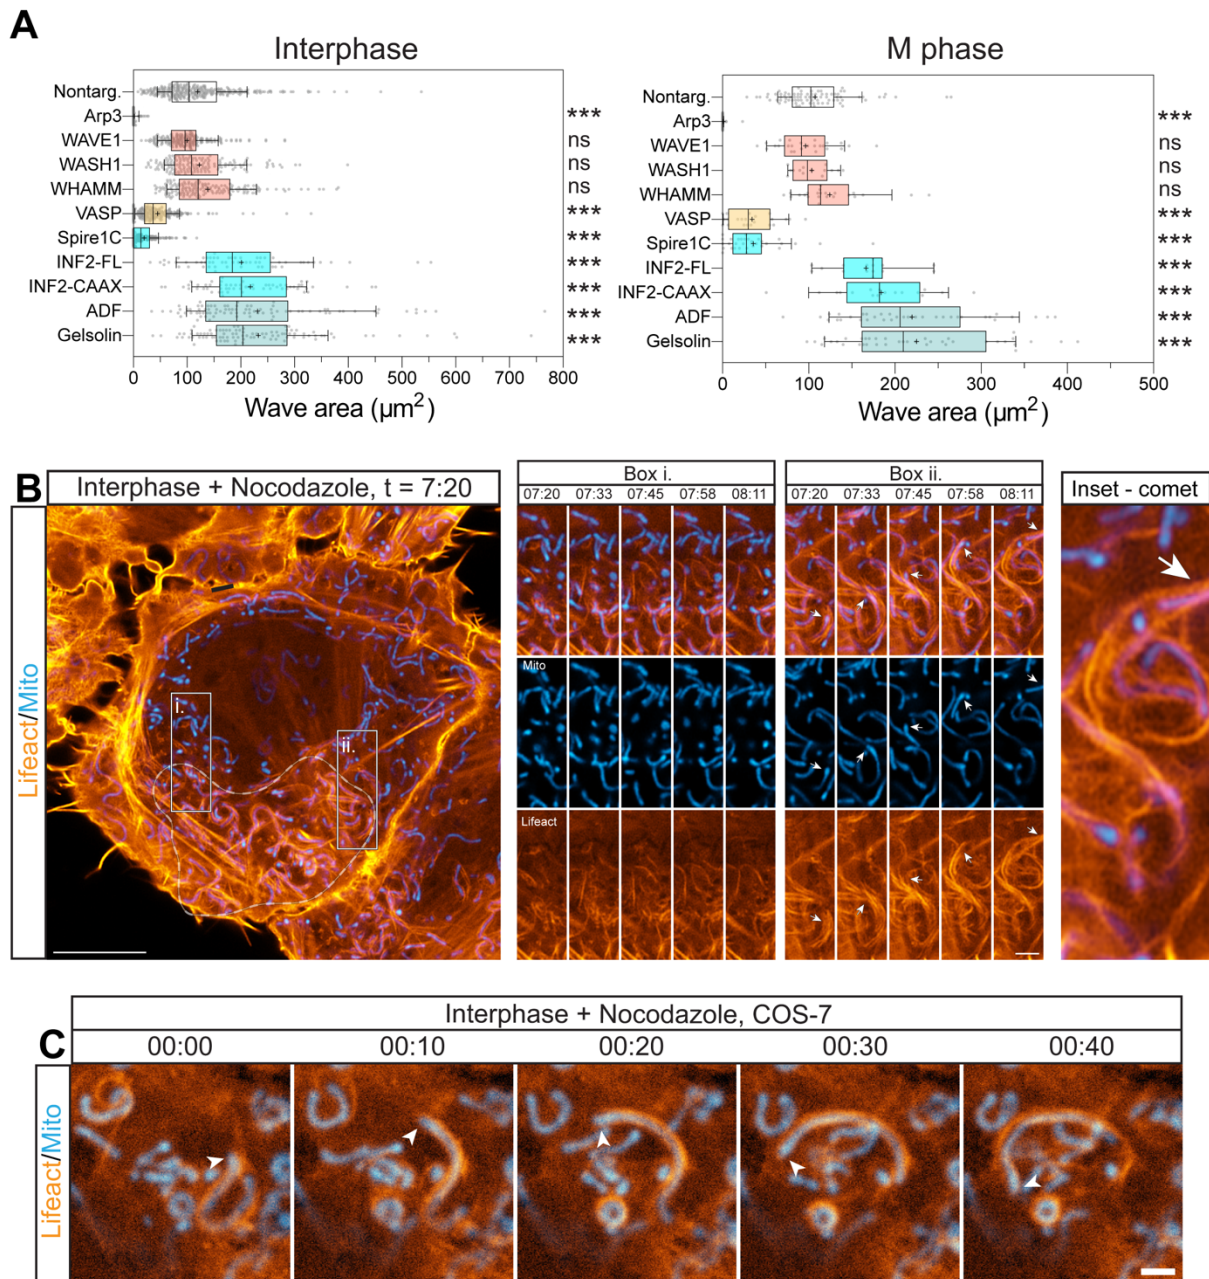 A
Interphase
Nontarg.
Arp3
***
WAVE1
ns
WASH1
ns
WHAMM
ns
VASP
***
Spire1C
***
INF2-FL
***
INF2-CAAX
***
ADF
***
Gelsolin
***
0 100 200 300 400 500 600 700 800
Wave area (µm²)
M phase
Nontarg.
Arp3
***
WAVE1
ns
WASH1
ns
WHAMM
ns
VASP
***
Spire1C
***
INF2-FL
***
INF2-CAAX
***
ADF
***
Gelsolin
***
0 100 200 300 400 500
Wave area (µm²)
B
Interphase + Nocodazole, t = 7:20
Lifeact/Mito
i.
ii.
Box i.
07:20 07:33 07:45 07:58 08:11
Mito
Lifeact
Box ii.
07:20 07:33 07:45 07:58 08:11
Inset - comet
C
Interphase + Nocodazole, COS-7
00:00 00:10 00:20 00:30 00:40
Lifeact/Mito